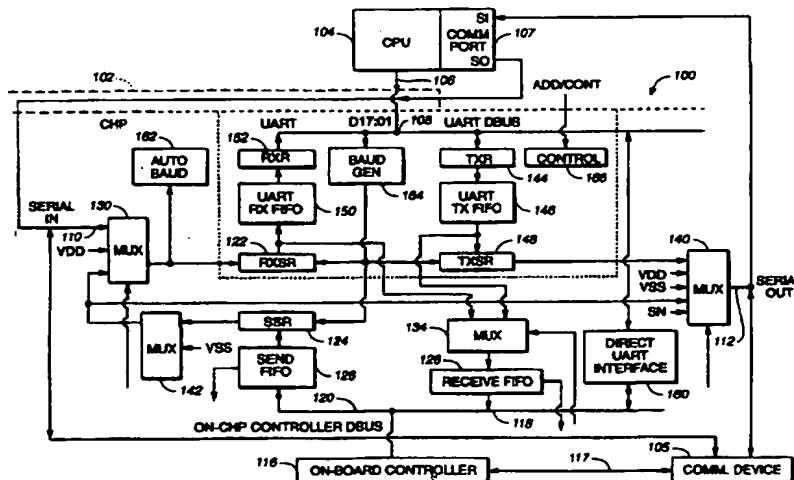 104
CPU
SI
COMM
PORT
SO
107
106
102
ADD/CONT
100
CHP
UART
D17:01
108
UART DBUS
162
AUTO
BAUD
152
RXR
BAUD
GEN
164
TXR
144
CONTROL
166
SERIAL
IN
110
130
MUX
VDD
UART
RX FIFO
150
UART
TX FIFO
146
122
RXSR
148
TXSR
140
MUX
VDD
VSS
SN
SERIAL
OUT
112
MUX
142
VSS
SSR
124
SEND
FIFO
126
134
MUX
128
RECEIVE FIFO
DIRECT
UART
INTERFACE
160
120
118
ON-CHP CONTROLLER DBUS
116
ON-BOARD CONTROLLER
117
105
COMM. DEVICE